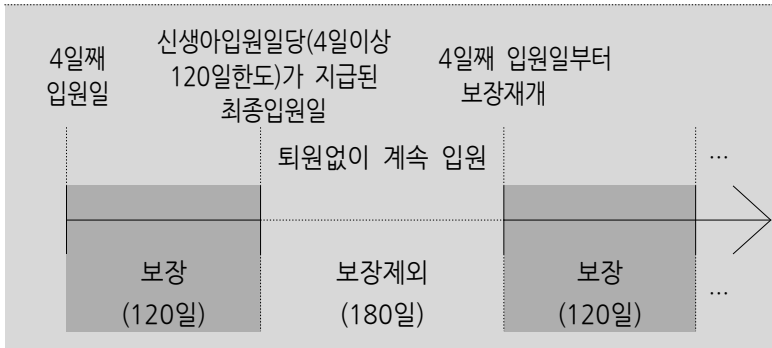 4일째
입원일
신생아입원일당(4일이상
120일한도)가 지급된
최종입원일
4일째 입원일부터
보장재개
퇴원없이 계속 입원
…
보장
(120일)
보장제외
(180일)
보장
(120일)
…